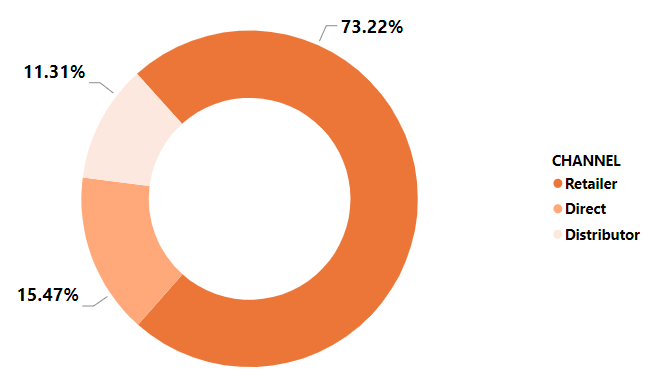 73.22%
11.31%
15.47%
CHANNEL
Retailer
Direct
Distributor